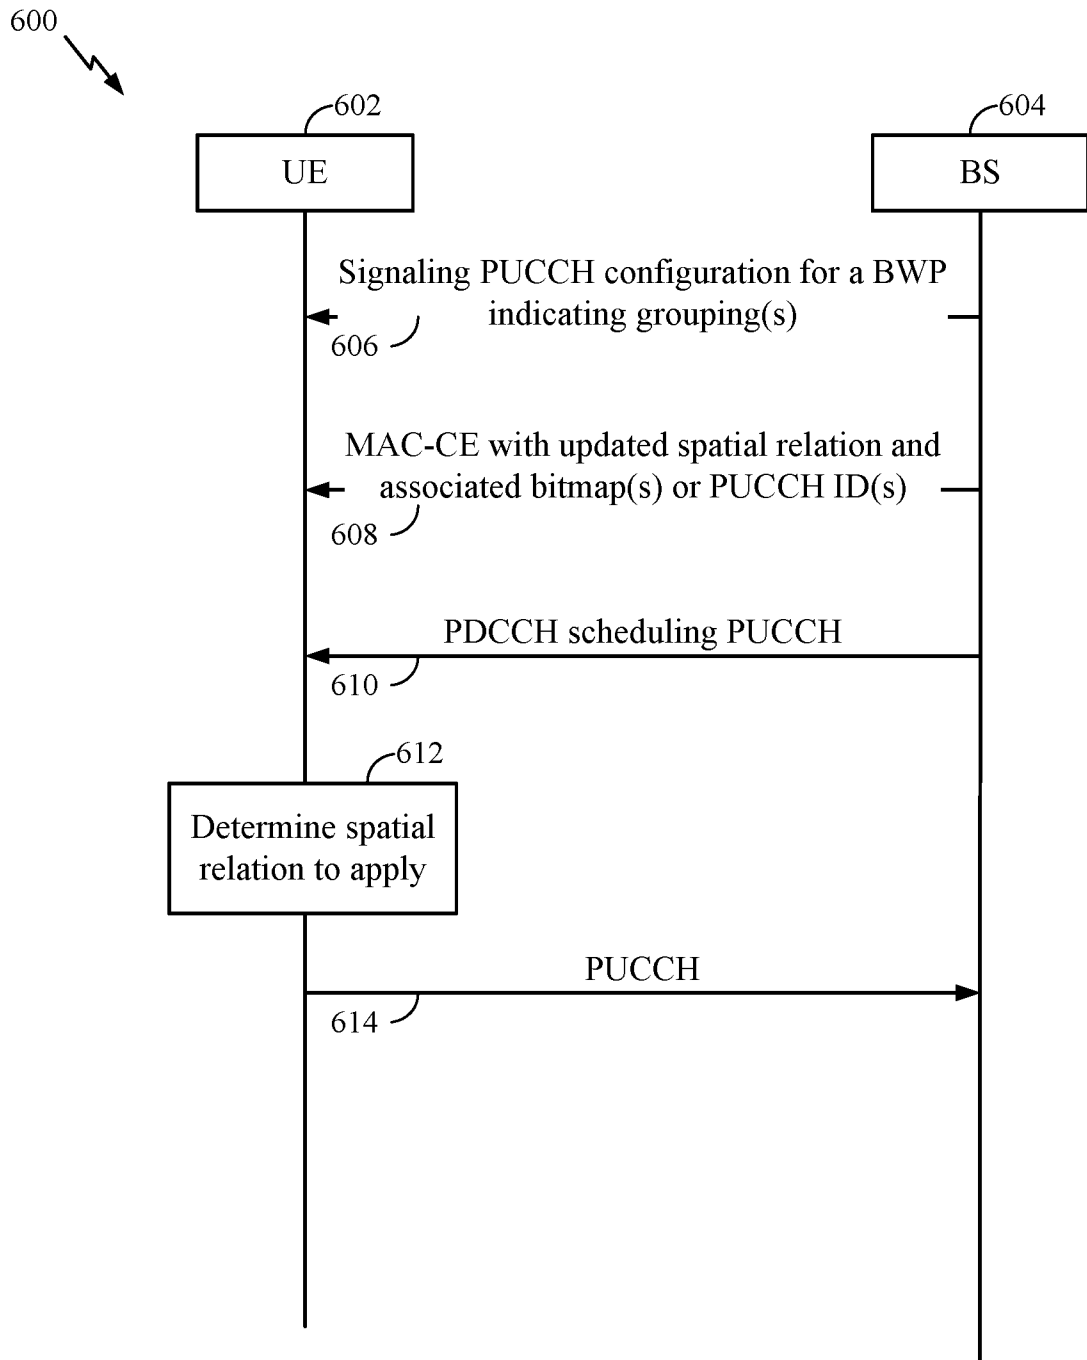 600
602
604
UE
BS
Signaling PUCCH configuration for a BWP
indicating grouping(s)
606
MAC-CE with updated spatial relation and
associated bitmap(s) or PUCCH ID(s)
608
PDCCH scheduling PUCCH
610
612
Determine spatial
relation to apply
PUCCH
614